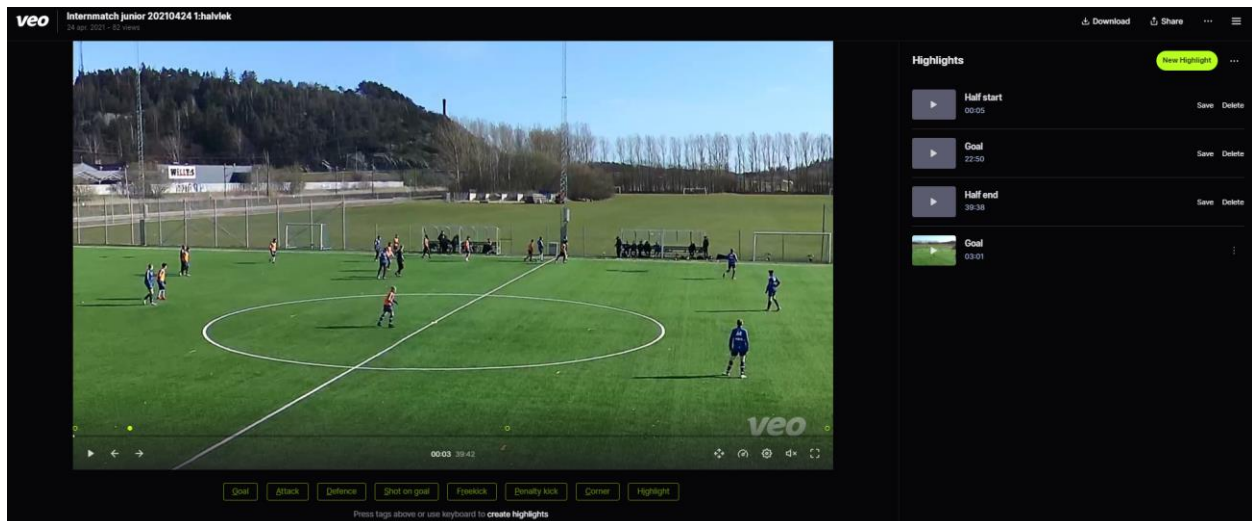 veo
Internmatch junior 20210424 1:halvlek
24 apr. 2021 - 52 views
Download
Share
WILLYS
veo
00:03 39:42
Goal
Attack
Defence
Shot on goal
Freekick
Penalty kick
Corner
Highlight
Press tags above or use keyboard to create highlights
Highlights
New Highlight
Half start
00:05
Save Delete
Goal
22:50
Save Delete
Half end
39:38
Save Delete
Goal
03:01